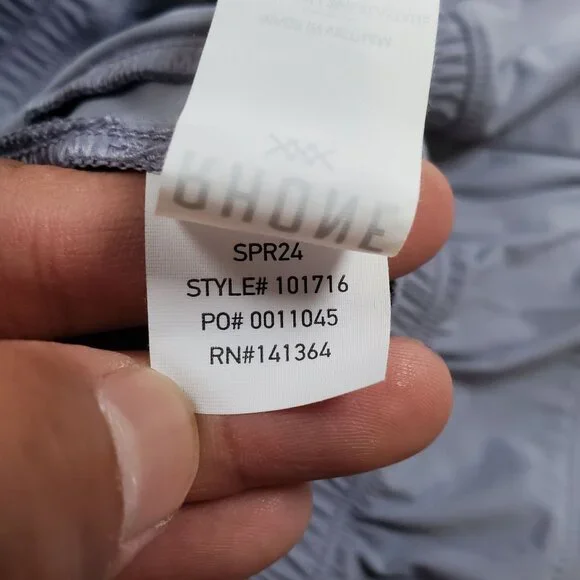 RHONE
SPR24
STYLE# 101716
PO# 0011045
RN#141364